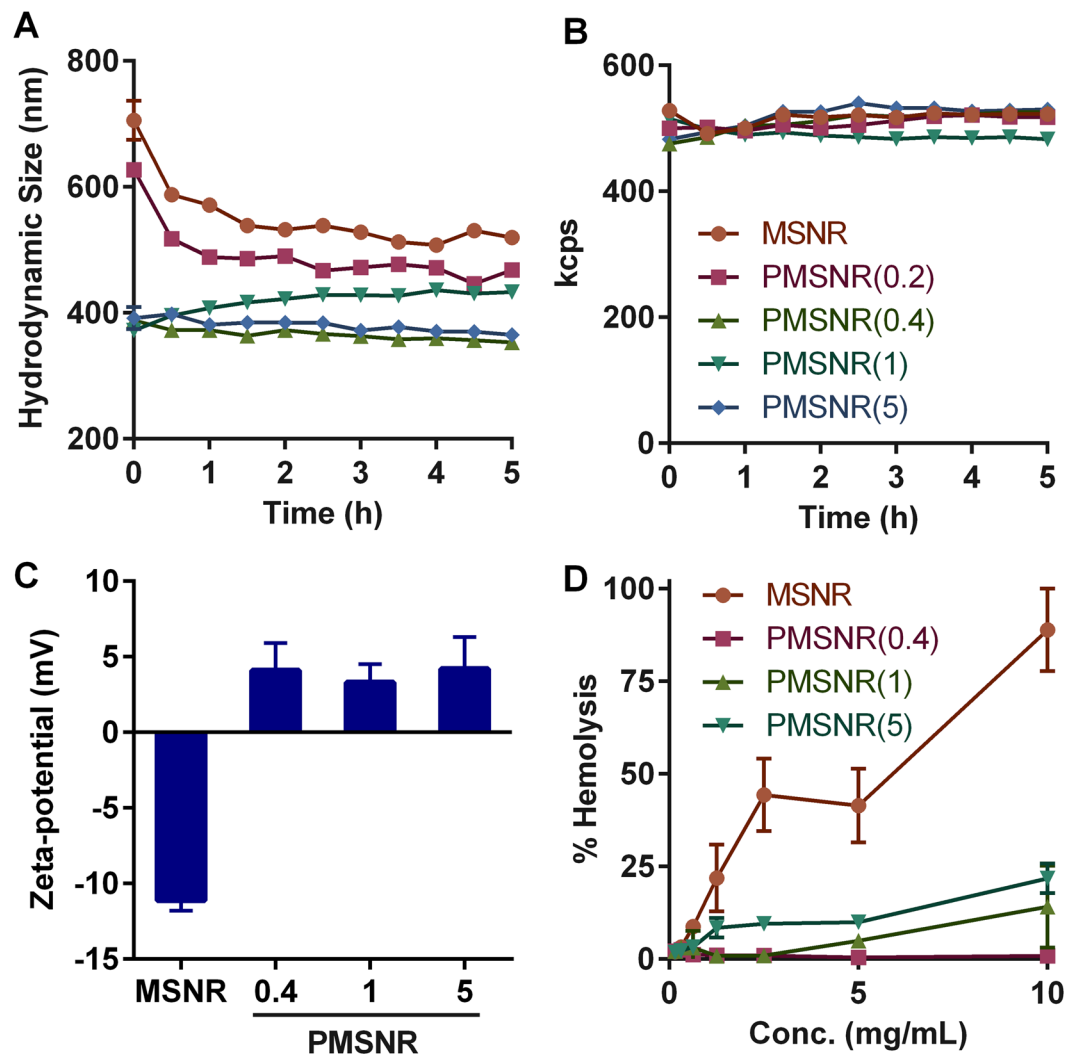 A
Hydrodynamic Size (nm)
800
600
400
200
0 1 2 3 4 5
Time (h)
B
kcps
600
400
200
0
MSNR
PMSNR(0.2)
PMSNR(0.4)
PMSNR(1)
PMSNR(5)
0 1 2 3 4 5
Time (h)
C
Zeta-potential (mV)
10
5
0
-5
-10
-15
MSNR 0.4 1 5
PMSNR
D
% Hemolysis
100
75
50
25
0
MSNR
PMSNR(0.4)
PMSNR(1)
PMSNR(5)
0 5 10
Conc. (mg/mL)